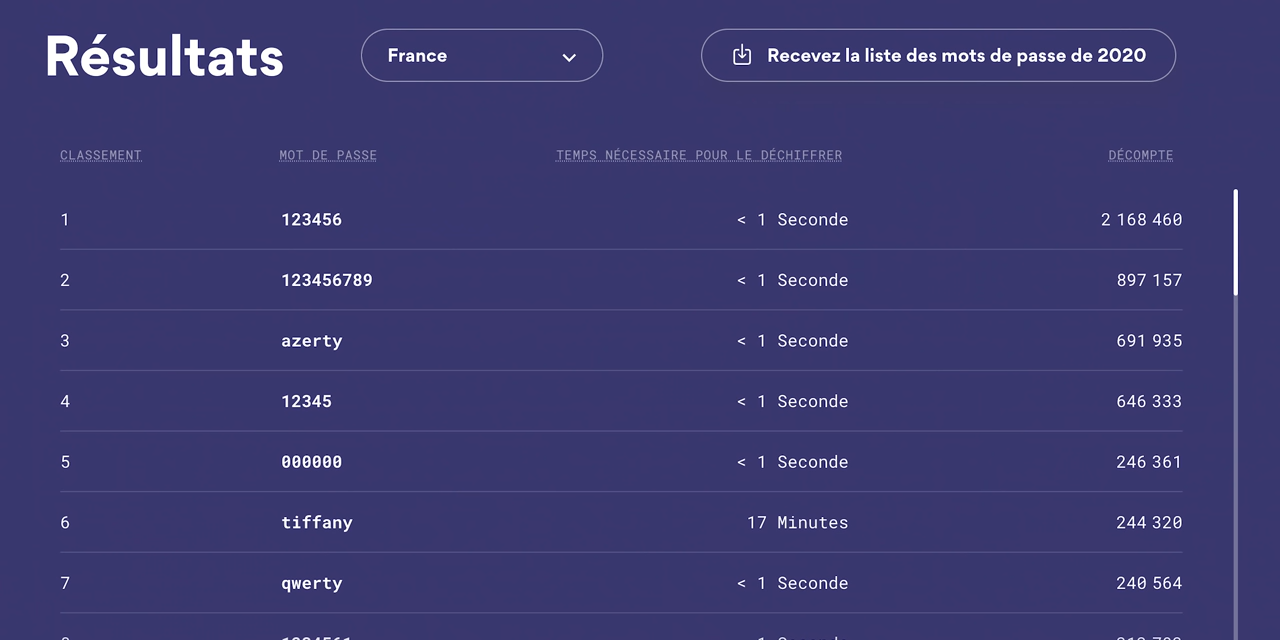 Résultats France Recevez la liste des mots de passe de 2020
CLASSEMENT MOT DE PASSE TEMPS NÉCESSAIRE POUR LE DÉCHIFFRER DÉCOMPTE
1 123456 < 1 Seconde 2 168 460
2 123456789 < 1 Seconde 897 157
3 azerty < 1 Seconde 691 935
4 12345 < 1 Seconde 646 333
5 000000 < 1 Seconde 246 361
6 tiffany 17 Minutes 244 320
7 qwerty < 1 Seconde 240 564